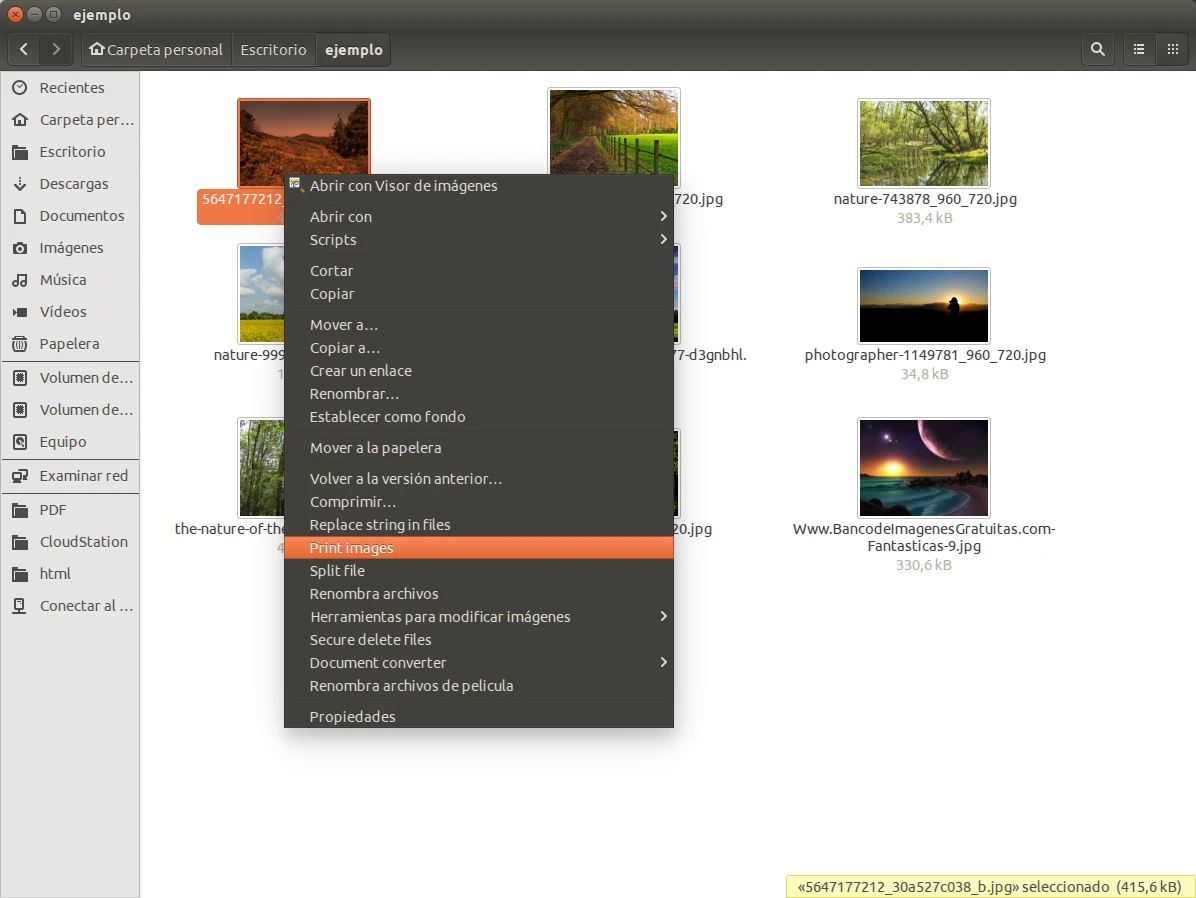 ejemplo
Carpeta personal Escritorio ejemplo
Recientes
Carpeta per...
Escritorio
Descargas
Documentos
Imágenes
Música
Vídeos
Papelera
Volumen de...
Volumen de...
Equipo
Examinar red
PDF
CloudStation
html
Conectar al ...
5647177212_
4
720.jpg
nature-743878_960_720.jpg
383,4 kB
nature-999
1
77-d3gnbhl.
photographer-1149781_960_720.jpg
34,8 kB
the-nature-of-the
4
20.jpg
Www.BancodeImagenesGratuitas.com-
Fantasticas-9.jpg
330,6 kB
Abrir con Visor de imágenes
Abrir con
Scripts
Cortar
Copiar
Mover a...
Copiar a...
Crear un enlace
Renombrar...
Establecer como fondo
Mover a la papelera
Volver a la versión anterior...
Comprimir...
Replace string in files
Print images
Split file
Renombra archivos
Herramientas para modificar imágenes
Secure delete files
Document converter
Renombra archivos de pelicula
Propiedades
«5647177212_30a527c038_b.jpg» seleccionado (415,6 kB)